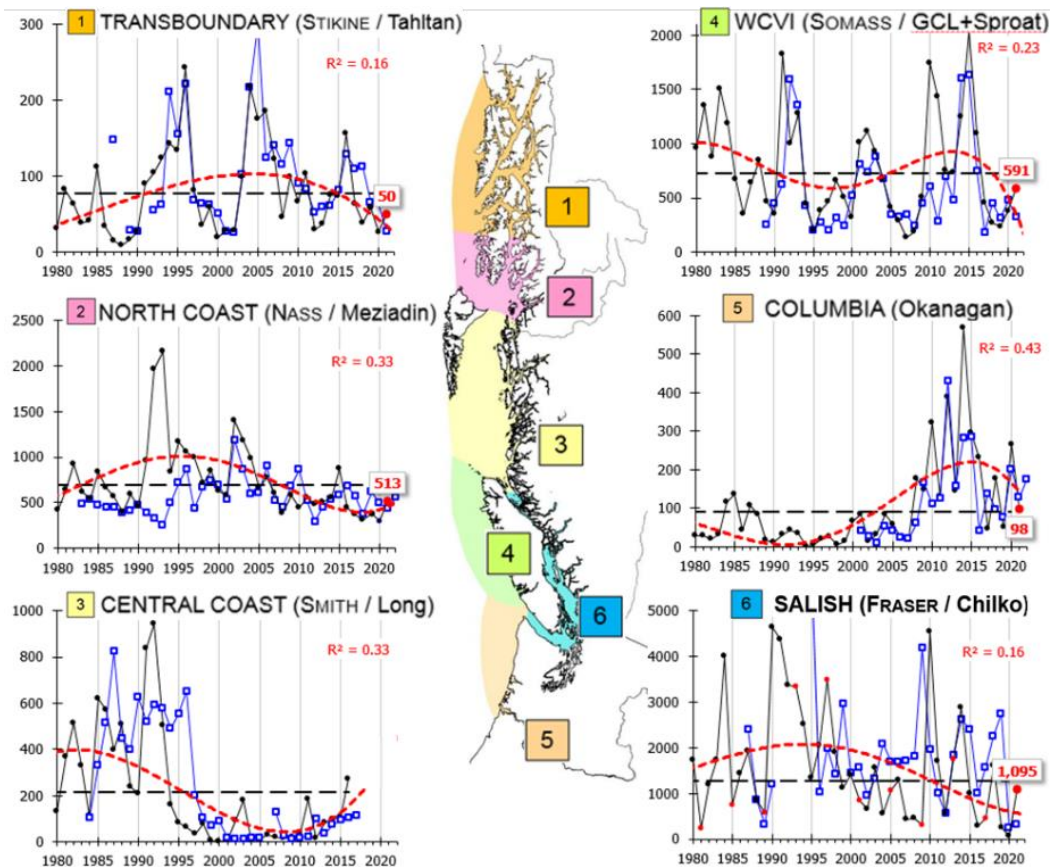 1 TRANSBOUNDARY (STIKINE / Tahltan)
300
200
100
0
R² = 0.16
50
1980 1985 1990 1995 2000 2005 2010 2015 2020
2 NORTH COAST (NASS / Meziadin)
2500
2000
1500
1000
500
0
R² = 0.33
513
1980 1985 1990 1995 2000 2005 2010 2015 2020
3 CENTRAL COAST (SMITH / Long)
1000
800
600
400
200
0
R² = 0.33
1980 1985 1990 1995 2000 2005 2010 2015 2020
1
2
3
4
6
5
4 WCVI (SOMASS / GCL+Sproat)
2000
1500
1000
500
0
R² = 0.23
591
1980 1985 1990 1995 2000 2005 2010 2015 2020
5 COLUMBIA (Okanagan)
600
500
400
300
200
100
0
R² = 0.43
98
1980 1985 1990 1995 2000 2005 2010 2015 2020
6 SALISH (FRASER / Chilko)
5000
4000
3000
2000
1000
0
R² = 0.16
1,095
1980 1985 1990 1995 2000 2005 2010 2015 2020